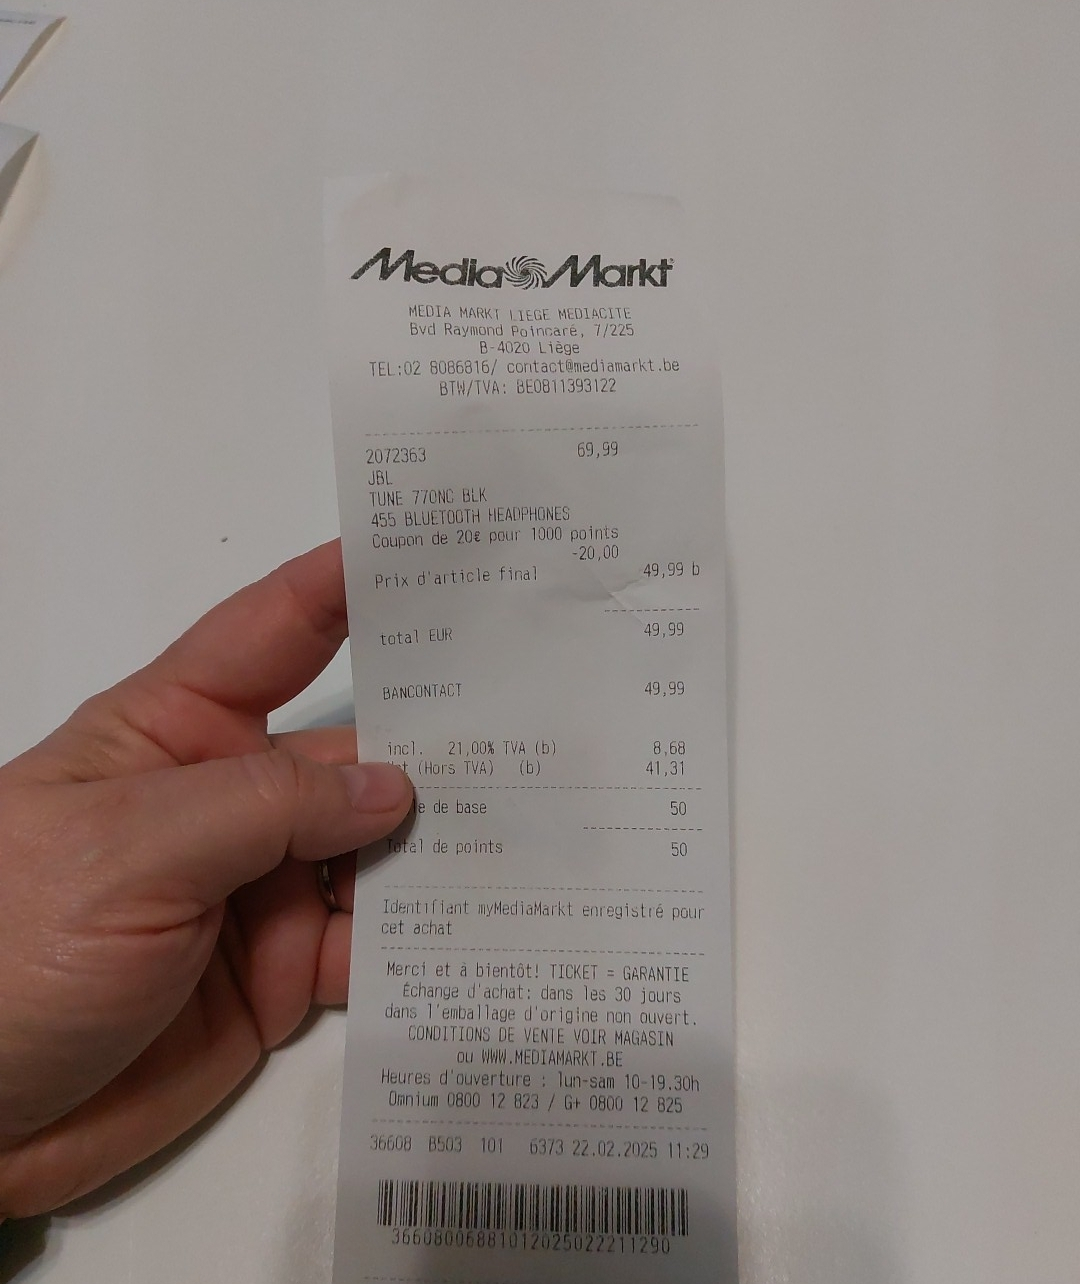 MediaMarkt
MEDIA MARKT LIEGE MEDIACITE
Bvd Raymond Poincaré, 7/225
B-4020 Liège
TEL:02 8086816/ contact@mediamarkt.be
BTW/TVA: BE0811393122
2072363 69,99
JBL
TUNE 770NC BLK
455 BLUETOOTH HEADPHONES
Coupon de 20€ pour 1000 points
-20,00
Prix d'article final 49,99 b
total EUR 49,99
BANCONTACT 49,99
incl. 21,00% TVA (b) 8,68
(Hors TVA) (b) 41,31
de base 50
Total de points 50
Identifiant myMediaMarkt enregistré pour
cet achat
Merci et à bientôt! TICKET = GARANTIE
Échange d'achat: dans les 30 jours
dans l'emballage d'origine non ouvert.
CONDITIONS DE VENTE VOIR MAGASIN
ou WWW.MEDIAMARKT.BE
Heures d'ouverture : lun-sam 10-19.30h
Omnium 0800 12 823 / G+ 0800 12 825
36608 B503 101 6373 22.02.2025 11:29